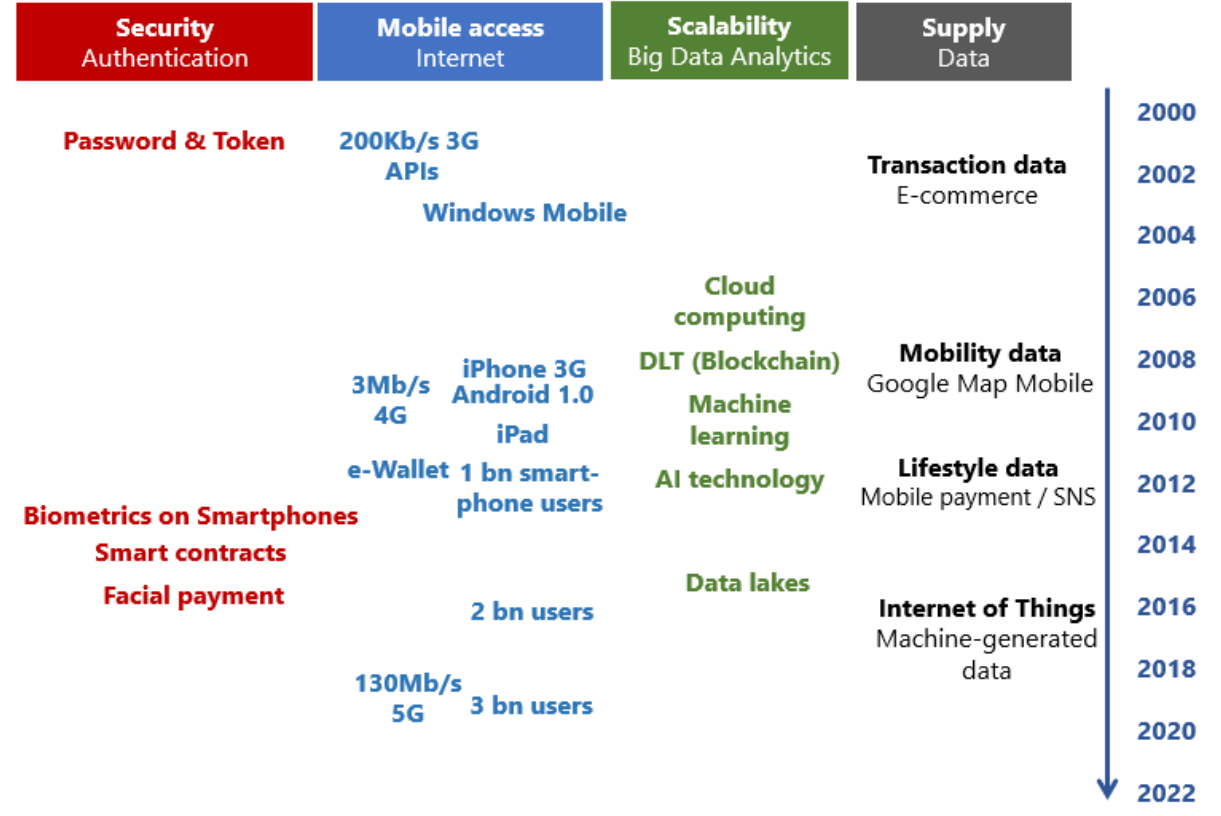 Security
Authentication
Mobile access
Internet
Scalability
Big Data Analytics
Supply
Data
Password & Token
Biometrics on Smartphones
Smart contracts
Facial payment
200Kb/s 3G
APIs
Windows Mobile
3Mb/s
4G
iPhone 3G
Android 1.0
iPad
e-Wallet
1 bn smart-
phone users
2 bn users
130Mb/s
5G
3 bn users
Cloud
computing
DLT (Blockchain)
Machine
learning
AI technology
Data lakes
Transaction data
E-commerce
Mobility data
Google Map Mobile
Lifestyle data
Mobile payment / SNS
Internet of Things
Machine-generated
data
2000
2002
2004
2006
2008
2010
2012
2014
2016
2018
2020
2022